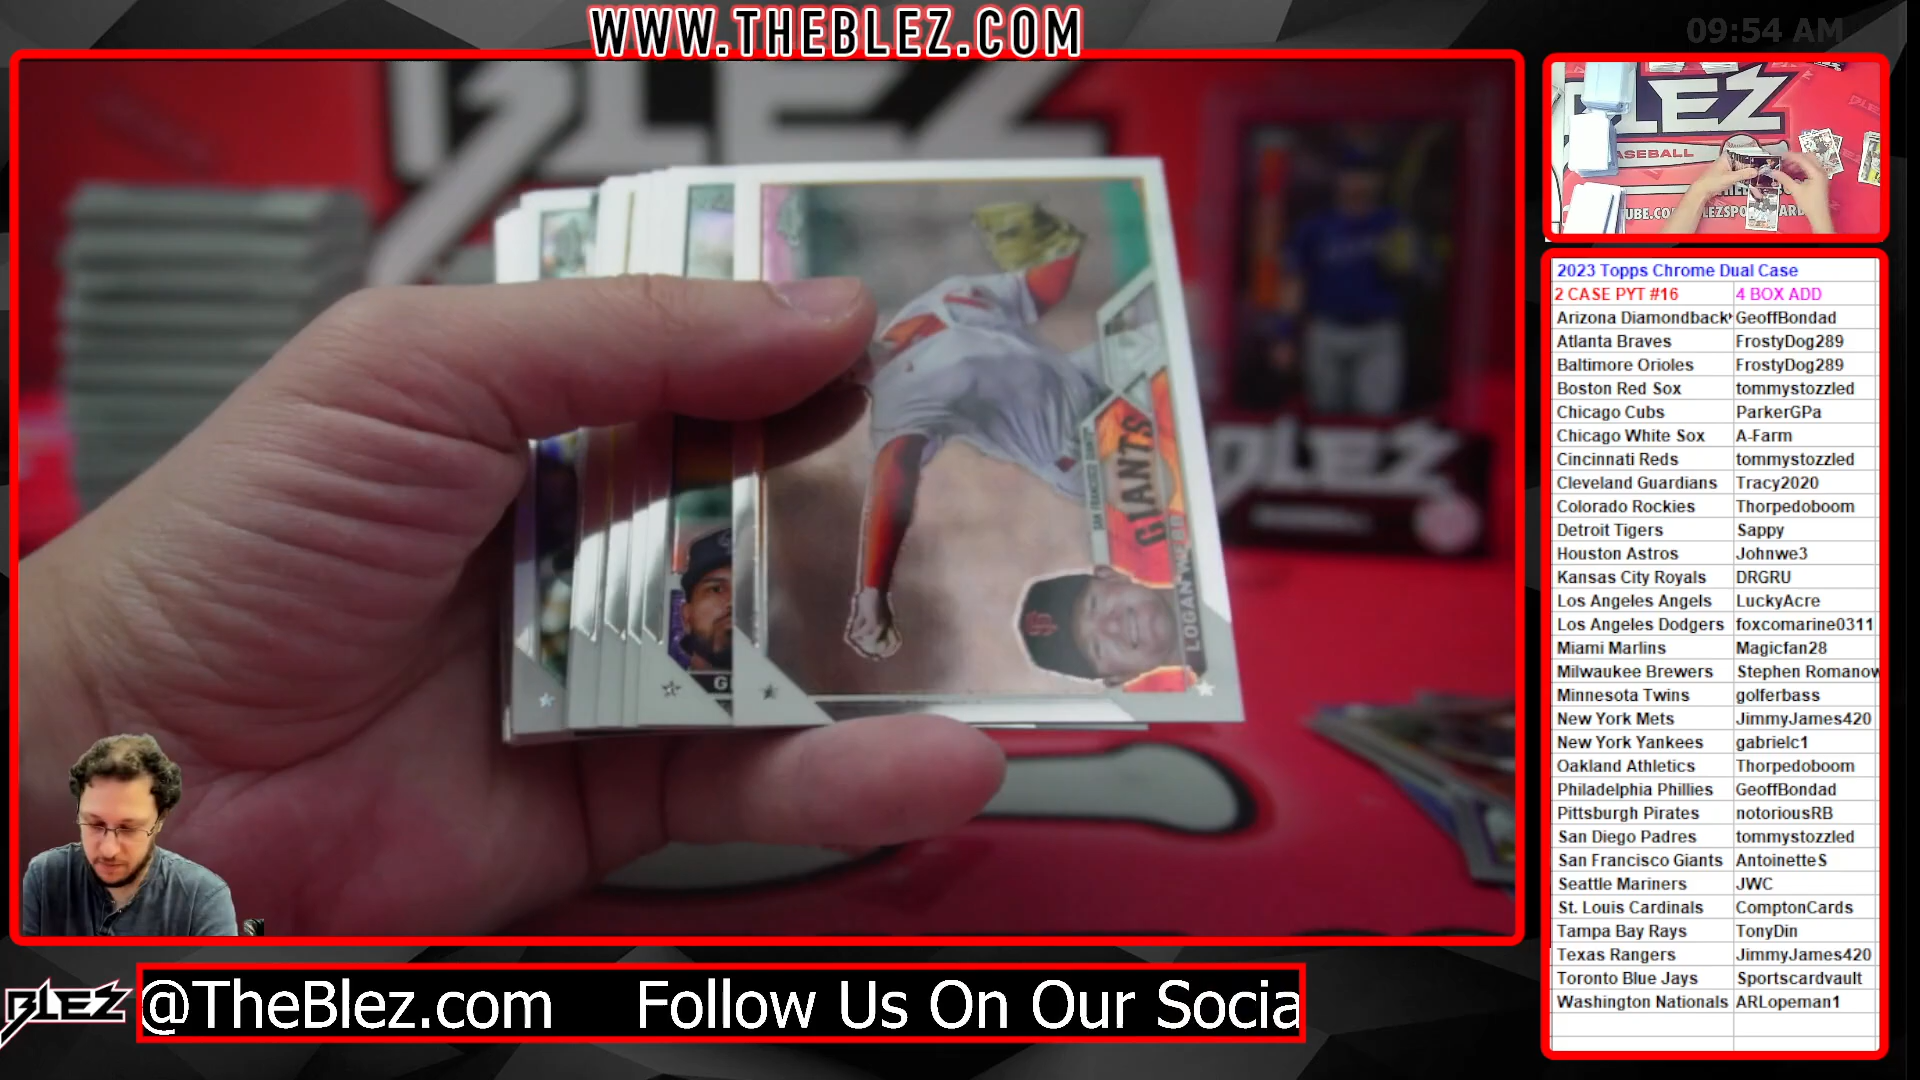 WWW.THEBLEZ.COM
09:54 AM
BLEZ
SAN FRANCISCO GIANTS
GIANTS
LOGAN WEBB
G
BLEZ
BLEZ
2023 Topps Chrome Dual Case
2 CASE PYT #16 4 BOX ADD
Arizona Diamondback GeoffBondad
Atlanta Braves FrostyDog289
Baltimore Orioles FrostyDog289
Boston Red Sox tommystozzled
Chicago Cubs ParkerGPa
Chicago White Sox A-Farm
Cincinnati Reds tommystozzled
Cleveland Guardians Tracy2020
Colorado Rockies Thorpedoboom
Detroit Tigers Sappy
Houston Astros Johnwe3
Kansas City Royals DRGRU
Los Angeles Angels LuckyAcre
Los Angeles Dodgers foxcomarine0311
Miami Marlins Magicfan28
Milwaukee Brewers Stephen Romanow
Minnesota Twins golferbass
New York Mets JimmyJames420
New York Yankees gabrielc1
Oakland Athletics Thorpedoboom
Philadelphia Phillies GeoffBondad
Pittsburgh Pirates notoriousRB
San Diego Padres tommystozzled
San Francisco Giants AntoinetteS
Seattle Mariners JWC
St. Louis Cardinals ComptonCards
Tampa Bay Rays TonyDin
Texas Rangers JimmyJames420
Toronto Blue Jays Sportscardvault
Washington Nationals ARLopeman1
BLEZ
@TheBlez.com Follow Us On Our Socia